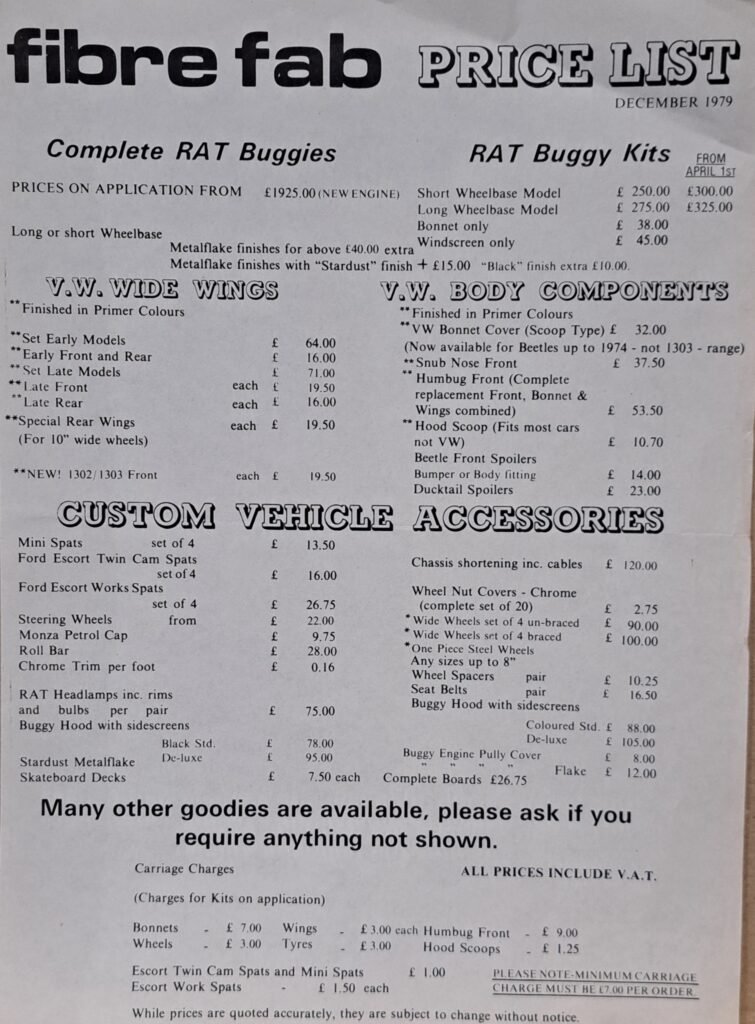 fibre fab PRICE LIST
DECEMBER 1979
Complete RAT Buggies
PRICES ON APPLICATION FROM £1925.00 (NEW ENGINE)
Long or short Wheelbase
RAT Buggy Kits FROM APRIL 1ST
Short Wheelbase Model £ 250.00 £300.00
Long Wheelbase Model £ 275.00 £325.00
Bonnet only £ 38.00
Windscreen only £ 45.00
Metalflake finishes for above £40.00 extra
Metalflake finishes with "Stardust" finish + £15.00 "Black" finish extra £10.00.
V.W. WIDE WINGS
**Finished in Primer Colours
**Set Early Models £ 64.00
**Early Front and Rear £ 16.00
**Set Late Models £ 71.00
**Late Front each £ 19.50
**Late Rear each £ 16.00
**Special Rear Wings each £ 19.50
(For 10" wide wheels)
**NEW! 1302/1303 Front each £ 19.50
V.W. BODY COMPONENTS
**Finished in Primer Colours
**VW Bonnet Cover (Scoop Type) £ 32.00
(Now available for Beetles up to 1974 - not 1303 - range)
**Snub Nose Front £ 37.50
**Humbug Front (Complete
replacement Front, Bonnet &
Wings combined) £ 53.50
**Hood Scoop (Fits most cars
not VW) £ 10.70
Beetle Front Spoilers
Bumper or Body fitting £ 14.00
Ducktail Spoilers £ 23.00
CUSTOM VEHICLE ACCESSORIES
Mini Spats set of 4 £ 13.50
Ford Escort Twin Cam Spats
set of 4 £ 16.00
Ford Escort Works Spats
set of 4 £ 26.75
Steering Wheels from £ 22.00
Monza Petrol Cap £ 9.75
Roll Bar £ 28.00
Chrome Trim per foot £ 0.16
RAT Headlamps inc. rims
and bulbs per pair £ 75.00
Buggy Hood with sidescreens
Black Std. £ 78.00
De-luxe £ 95.00
Stardust Metalflake
Skateboard Decks £ 7.50 each Complete Boards £26.75
Chassis shortening inc. cables £ 120.00
Wheel Nut Covers - Chrome
(complete set of 20) £ 2.75
*Wide Wheels set of 4 un-braced £ 90.00
*Wide Wheels set of 4 braced £ 100.00
*One Piece Steel Wheels
Any sizes up to 8"
Wheel Spacers pair £ 10.25
Seat Belts pair £ 16.50
Buggy Hood with sidescreens
Coloured Std. £ 88.00
De-luxe £ 105.00
Buggy Engine Pully Cover £ 8.00
" " " " Flake £ 12.00
Many other goodies are available, please ask if you
require anything not shown.
Carriage Charges ALL PRICES INCLUDE V.A.T.
(Charges for Kits on application)
Bonnets - £ 7.00 Wings - £3.00 each Humbug Front - £ 9.00
Wheels - £ 3.00 Tyres - £3.00 Hood Scoops - £ 1.25
Escort Twin Cam Spats and Mini Spats £ 1.00
Escort Work Spats - £ 1.50 each
PLEASE NOTE-MINIMUM CARRIAGE
CHARGE MUST BE £7.00 PER ORDER.
While prices are quoted accurately, they are subject to change without notice.